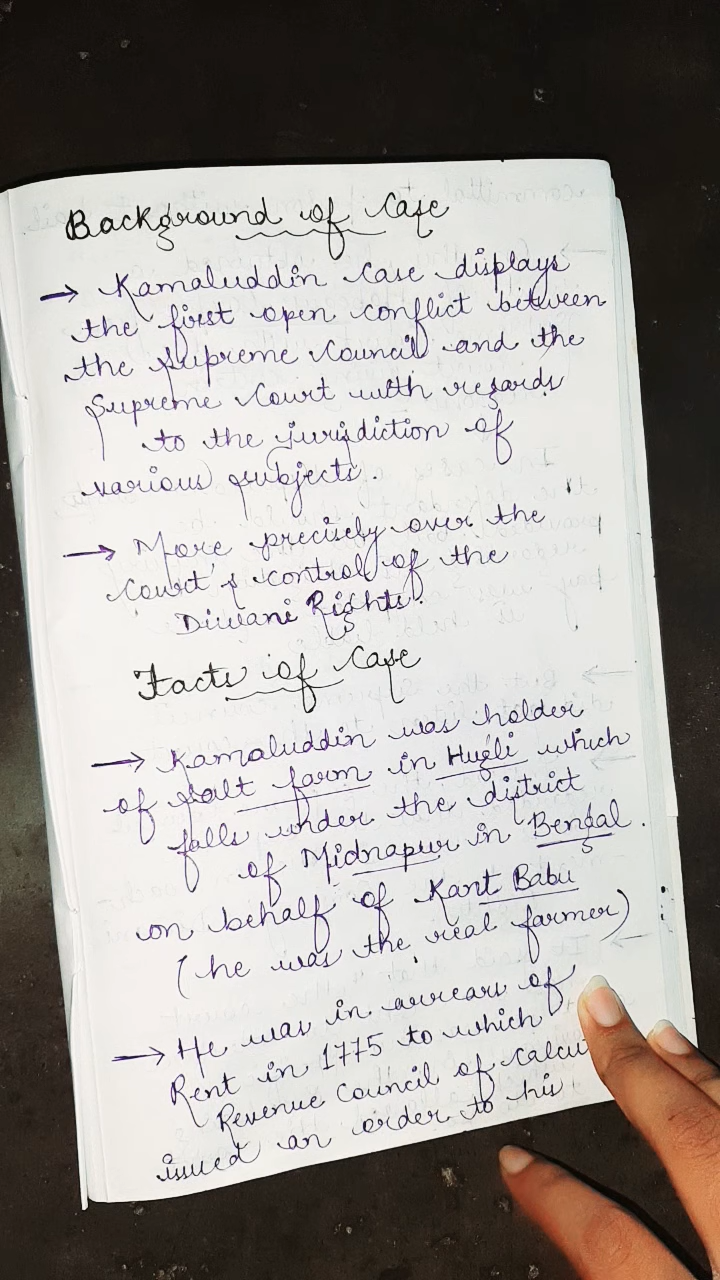 Background of Case
→ Kamaluddin Case displays
the first open conflict between
the Supreme Council and the
Supreme Court with regards
to the jurisdiction of
various subjects.
→ More precisely over the
Court's control of the
Diwani Rights.
Facts of Case
→ Kamaluddin was holder
of salt farm in Hugli which
falls under the district
of Midnapur in Bengal.
on behalf of Kant Babu
(he was the real farmer)
→ He was in arrears of
Rent in 1775 to which
Revenue Council of Calcu
issued an order to his